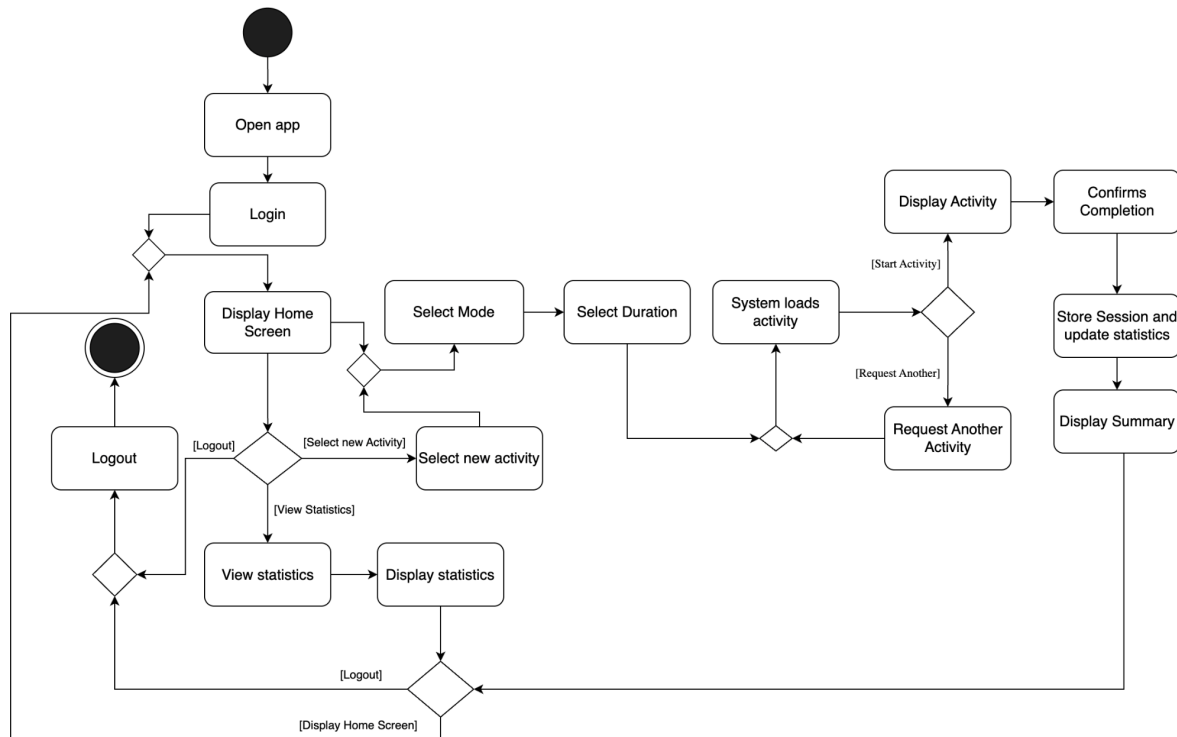 Open app
Login
Display Home
Screen
Select Mode
Select Duration
System loads
activity
Display Activity
Confirms
Completion
[Start Activity]
Store Session and
update statistics
[Request Another]
Request Another
Activity
Display Summary
[Logout]
[Select new Activity]
Select new activity
Logout
[View Statistics]
View statistics
Display statistics
[Logout]
[Display Home Screen]